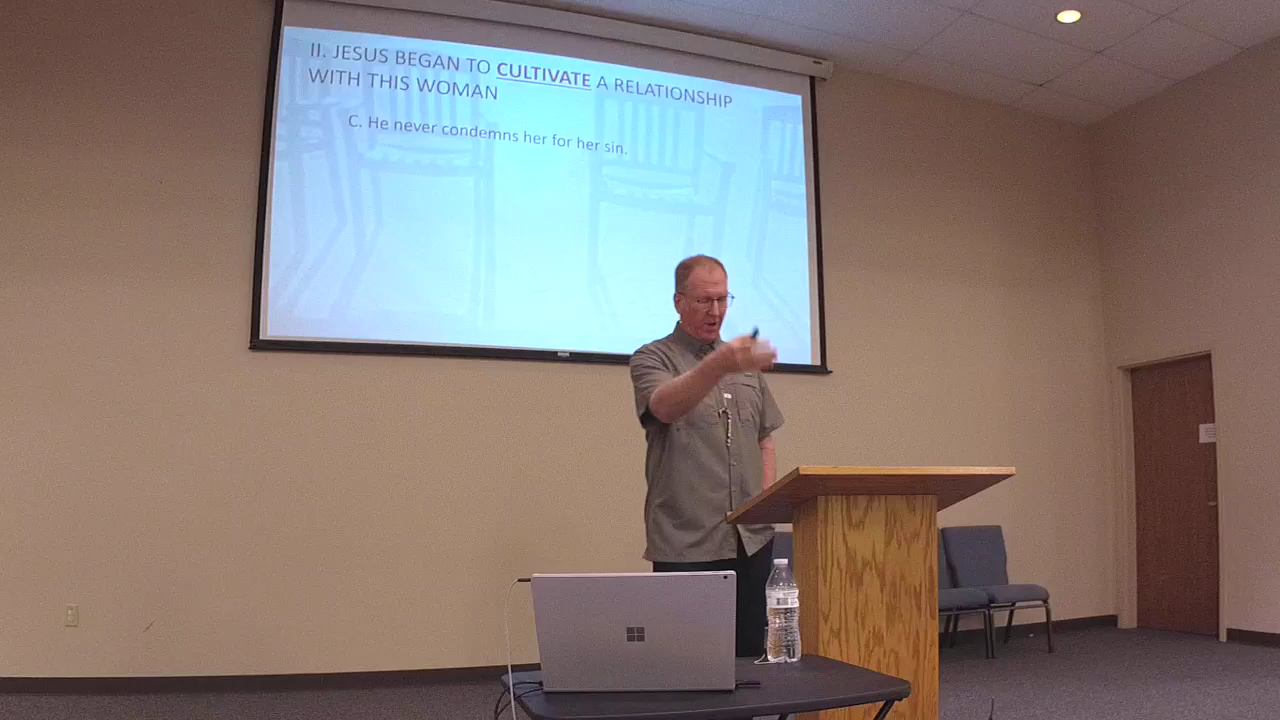 II. JESUS BEGAN TO CULTIVATE A RELATIONSHIP
WITH THIS WOMAN
C. He never condemns her for her sin.